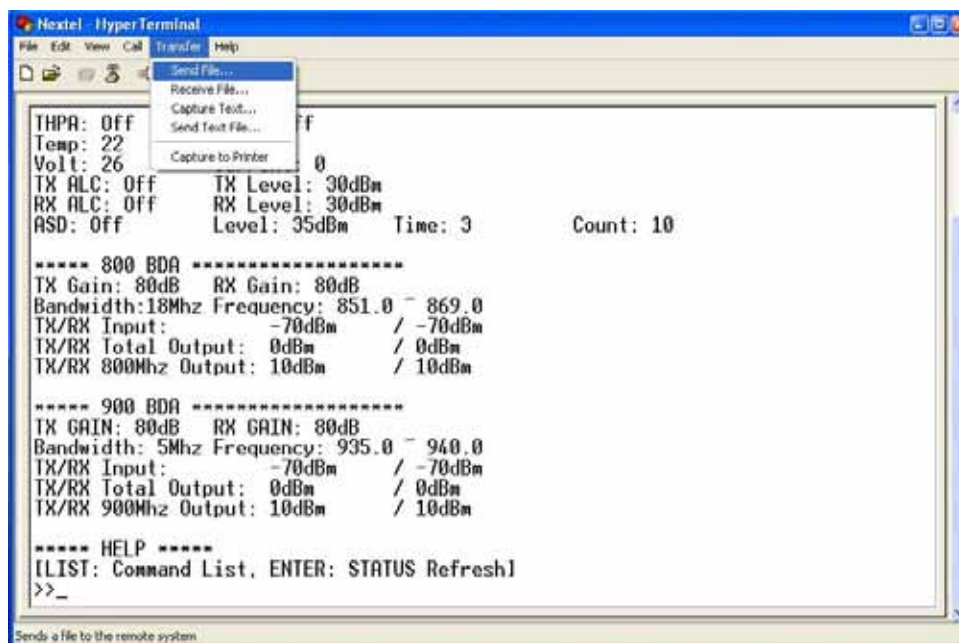 Nextel - HyperTerminal
File Edit View Call Transfer Help
Send File...
Receive File...
Capture Text...
Send Text File...
Capture to Printer
THPA: Off
Temp: 22
Volt: 26 0
TX ALC: Off TX Level: 30dBm
RX ALC: Off RX Level: 30dBm
ASD: Off Level: 35dBm Time: 3 Count: 10
***** 800 BDA *******************
TX Gain: 80dB RX Gain: 80dB
Bandwidth:18Mhz Frequency: 851.0 ~ 869.0
TX/RX Input: -70dBm / -70dBm
TX/RX Total Output: 0dBm / 0dBm
TX/RX 800Mhz Output: 10dBm / 10dBm
***** 900 BDA *******************
TX GAIN: 80dB RX GAIN: 80dB
Bandwidth: 5Mhz Frequency: 935.0 ~ 940.0
TX/RX Input: -70dBm / -70dBm
TX/RX Total Output: 0dBm / 0dBm
TX/RX 900Mhz Output: 10dBm / 10dBm
***** HELP *****
[LIST: Command List, ENTER: STATUS Refresh]
>>_
Sends a file to the remote system